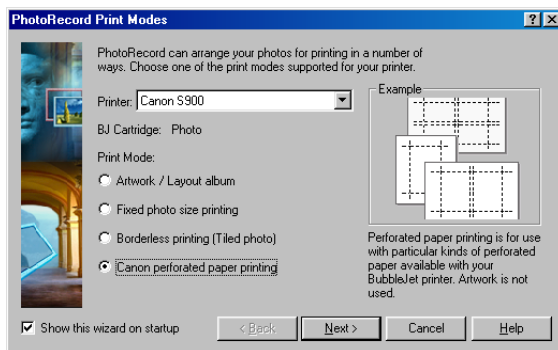 PhotoRecord Print Modes
PhotoRecord can arrange your photos for printing in a number of
ways. Choose one of the print modes supported for your printer.
Printer: Canon S900
Example
BJ Cartridge: Photo
Print Mode:
Artwork / Layout album
Fixed photo size printing
Borderless printing (Tiled photo)
Canon perforated paper printing
Perforated paper printing is for use
with particular kinds of perforated
paper available with your
BubbleJet printer. Artwork is not
used.
Show this wizard on startup
< Back
Next >
Cancel
Help